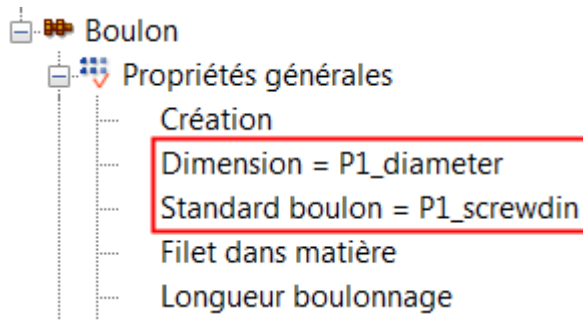 Boulon
Propriétés générales
Création
Dimension = P1_diameter
Standard boulon = P1_screwdin
Filet dans matière
Longueur boulonnage